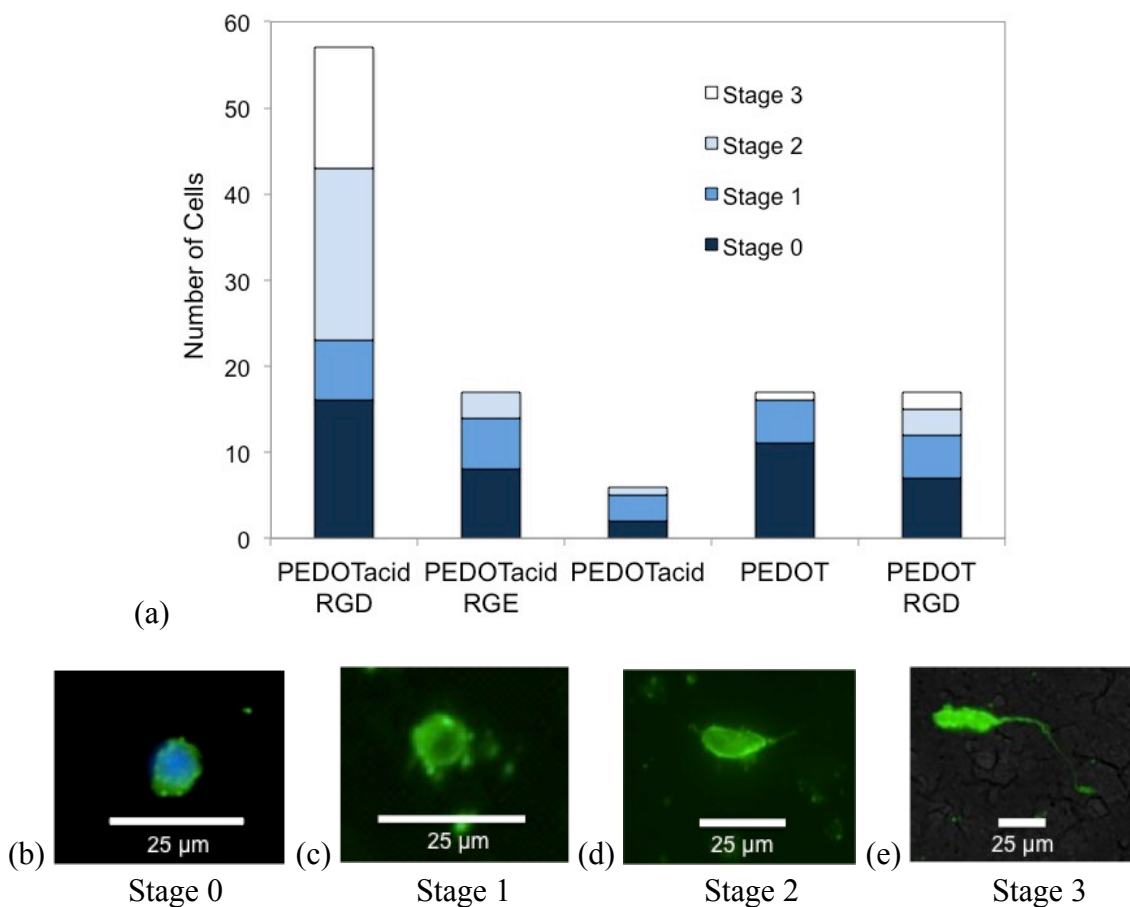 60
50
40
30
20
10
0
Number of Cells
Stage 3
Stage 2
Stage 1
Stage 0
PEDOTacid RGD
PEDOTacid RGE
PEDOTacid
PEDOT
PEDOT RGD
(a)
25 µm
25 µm
25 µm
25 µm
(b)
(c)
(d)
(e)
Stage 0
Stage 1
Stage 2
Stage 3